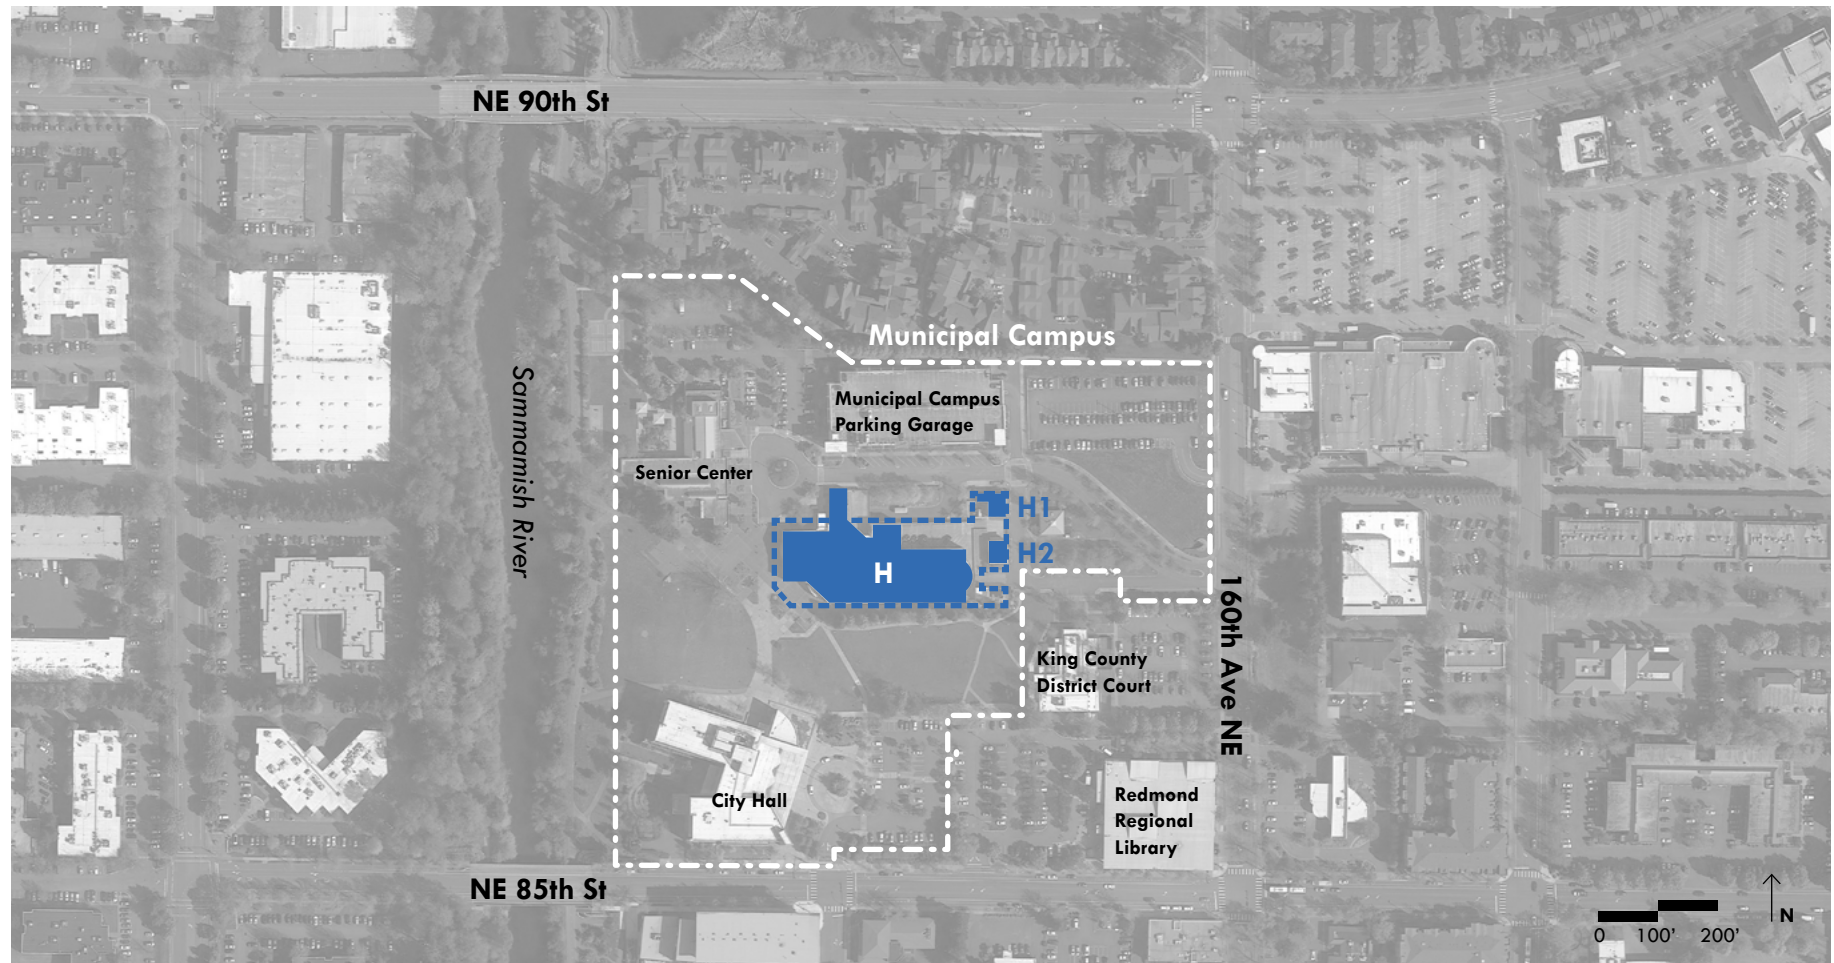 NE 90th St
Municipal Campus
Municipal Campus
Parking Garage
Senior Center
Sammamish River
H1
H2
H
160th Ave NE
King County
District Court
City Hall
Redmond
Regional
Library
NE 85th St
N
0 100' 200'